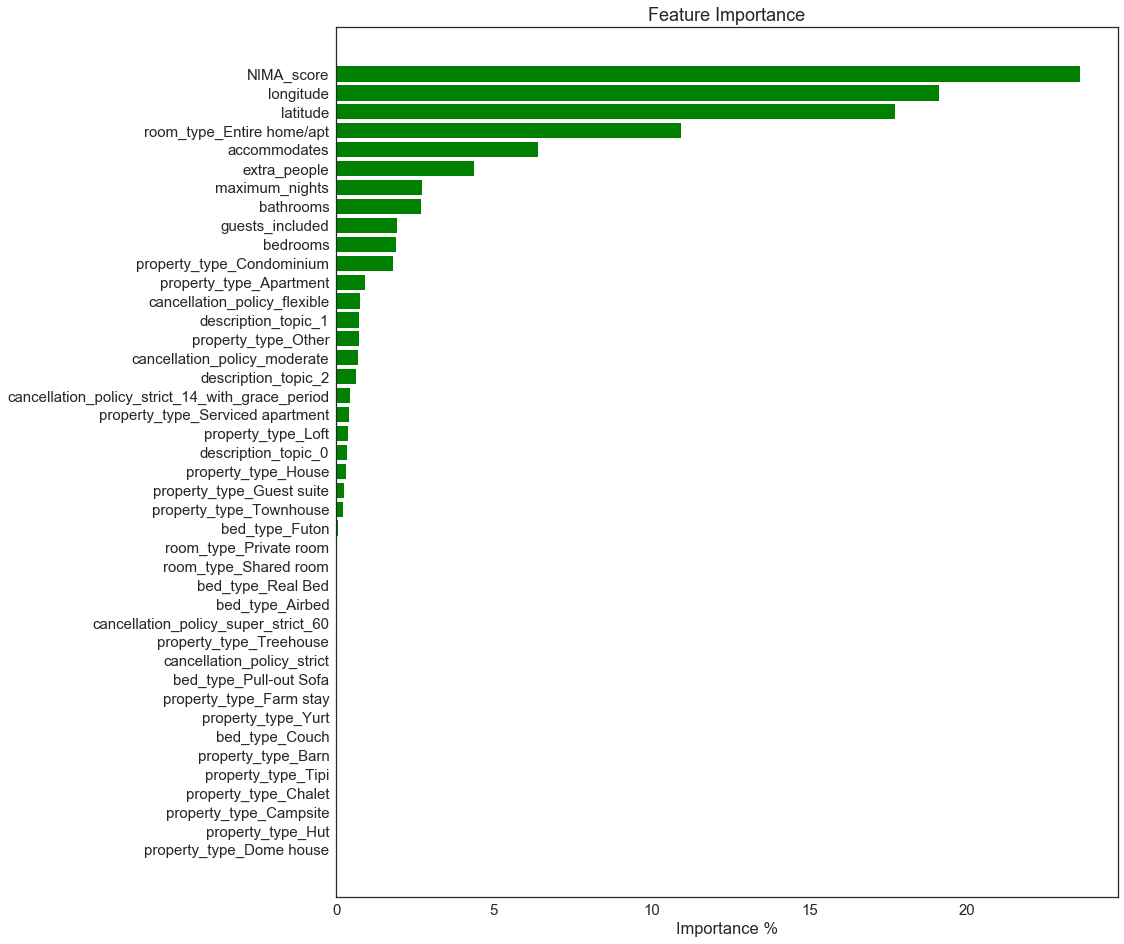 Feature Importance
NIMA_score
longitude
latitude
room_type_Entire home/apt
accommodates
extra_people
maximum_nights
bathrooms
guests_included
bedrooms
property_type_Condominium
property_type_Apartment
cancellation_policy_flexible
description_topic_1
property_type_Other
cancellation_policy_moderate
description_topic_2
cancellation_policy_strict_14_with_grace_period
property_type_Serviced apartment
property_type_Loft
description_topic_0
property_type_House
property_type_Guest suite
property_type_Townhouse
bed_type_Futon
room_type_Private room
room_type_Shared room
bed_type_Real Bed
bed_type_Airbed
cancellation_policy_super_strict_60
property_type_Treehouse
cancellation_policy_strict
bed_type_Pull-out Sofa
property_type_Farm stay
property_type_Yurt
bed_type_Couch
property_type_Barn
property_type_Tipi
property_type_Chalet
property_type_Campsite
property_type_Hut
property_type_Dome house
0 5 10 15 20
Importance %